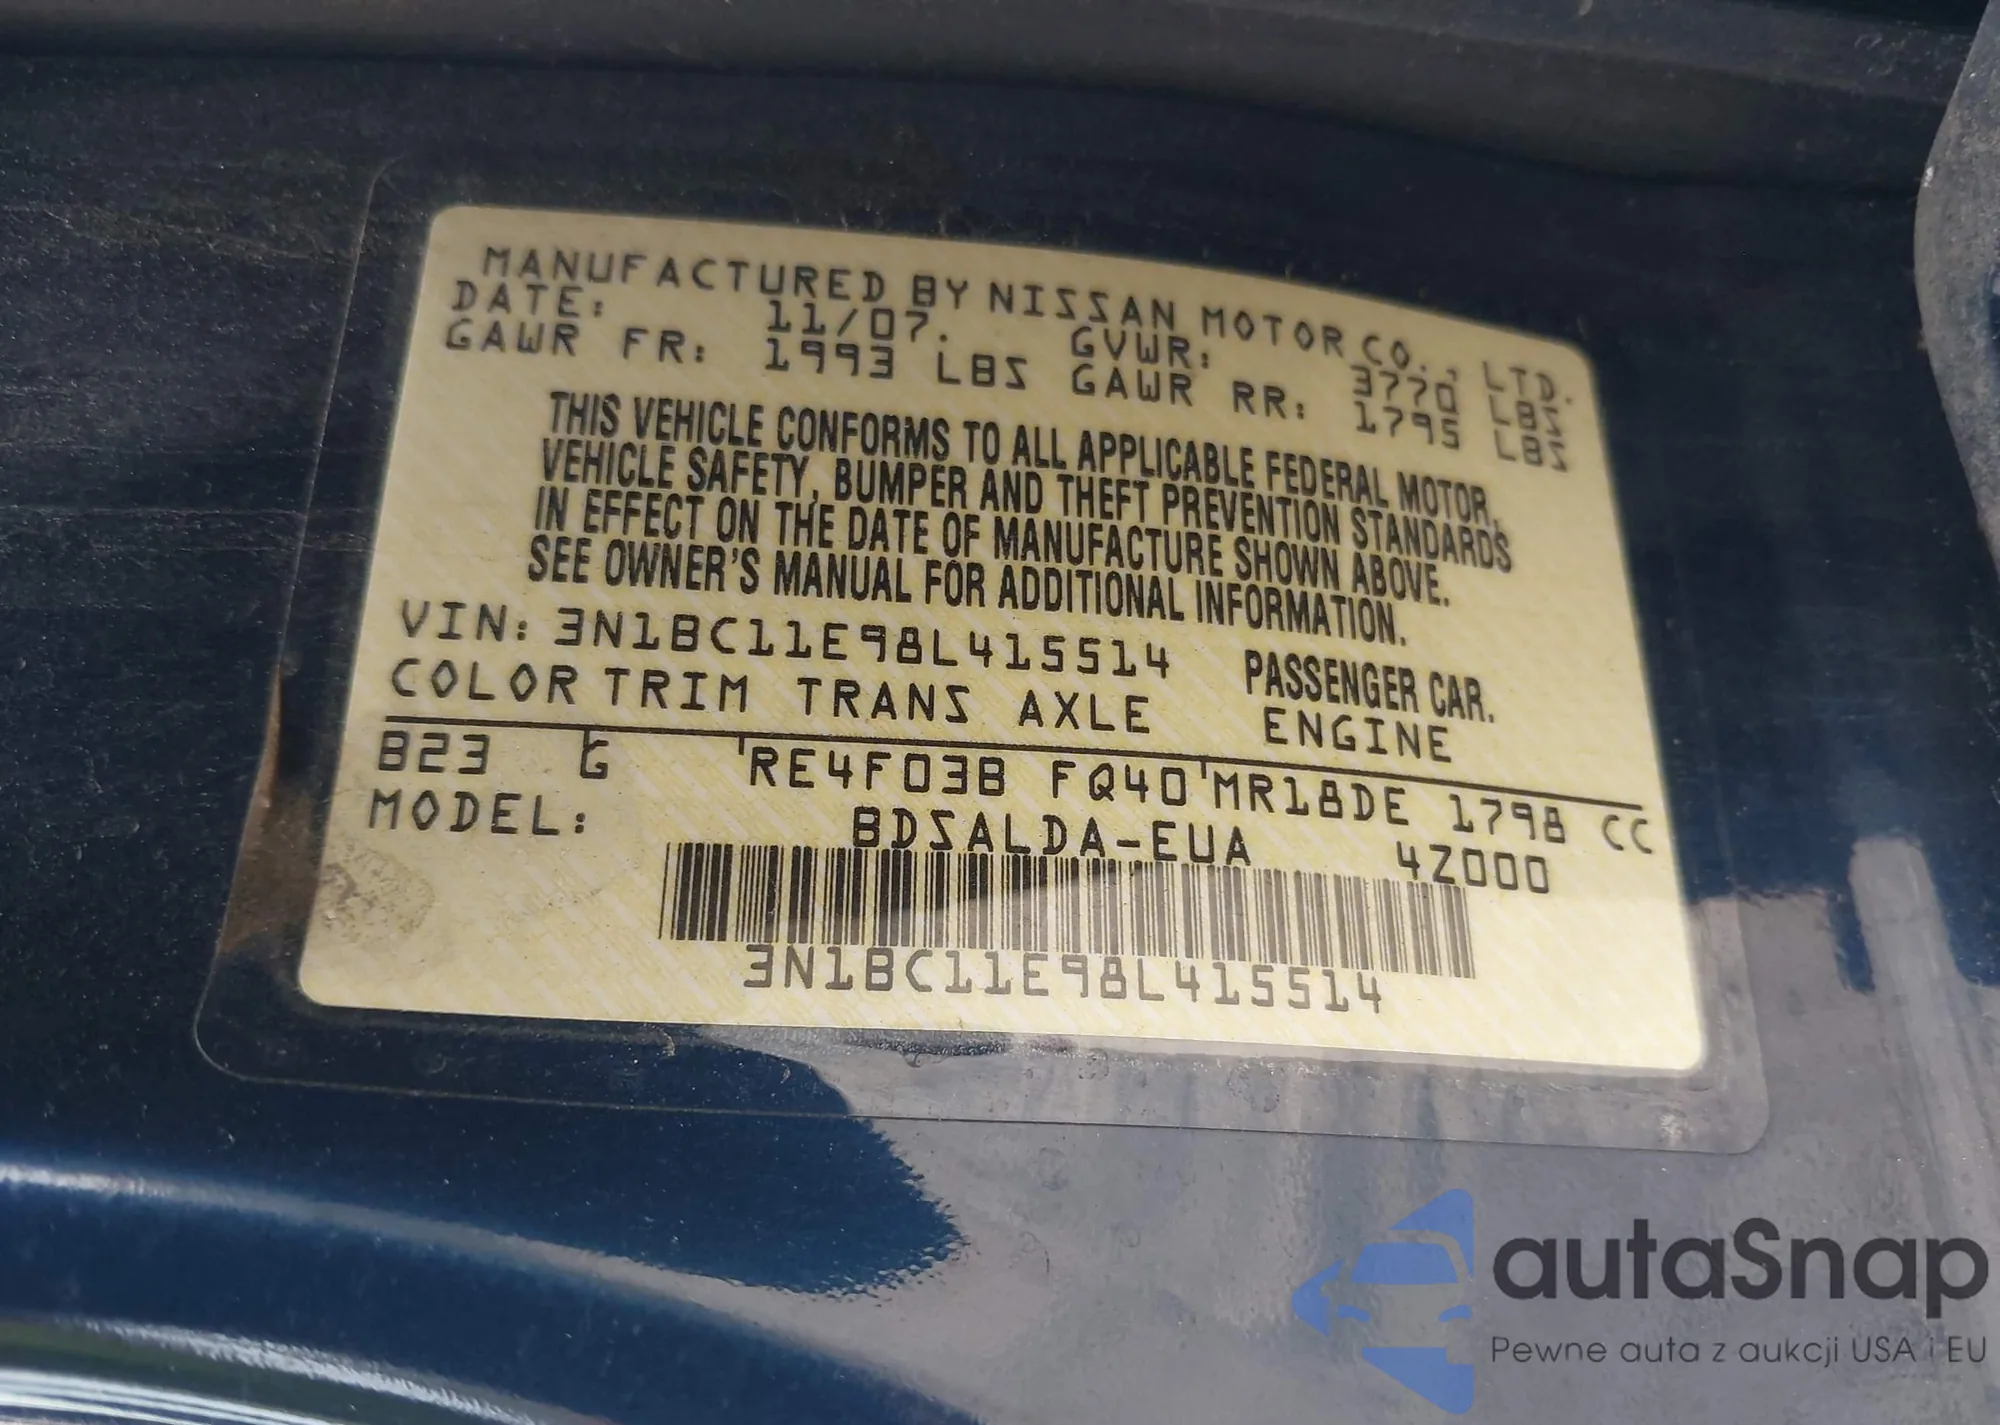 MANUFACTURED BY NISSAN MOTOR CO., LTD.
DATE: 11/07. GVWR: 3770 LBS
GAWR FR: 1993 LBS GAWR RR: 1795 LBS
THIS VEHICLE CONFORMS TO ALL APPLICABLE FEDERAL MOTOR,
VEHICLE SAFETY, BUMPER AND THEFT PREVENTION STANDARDS
IN EFFECT ON THE DATE OF MANUFACTURE SHOWN ABOVE.
SEE OWNER'S MANUAL FOR ADDITIONAL INFORMATION.
VIN: 3N1BC11E98L415514 PASSENGER CAR.
COLOR TRIM TRANS AXLE ENGINE
B23 G RE4F03B FQ40 MR18DE 1798 CC
MODEL: BDSALDA-EUA 4Z000
3N1BC11E98L415514
autaSnap
Pewne auta z aukcji USA i EU